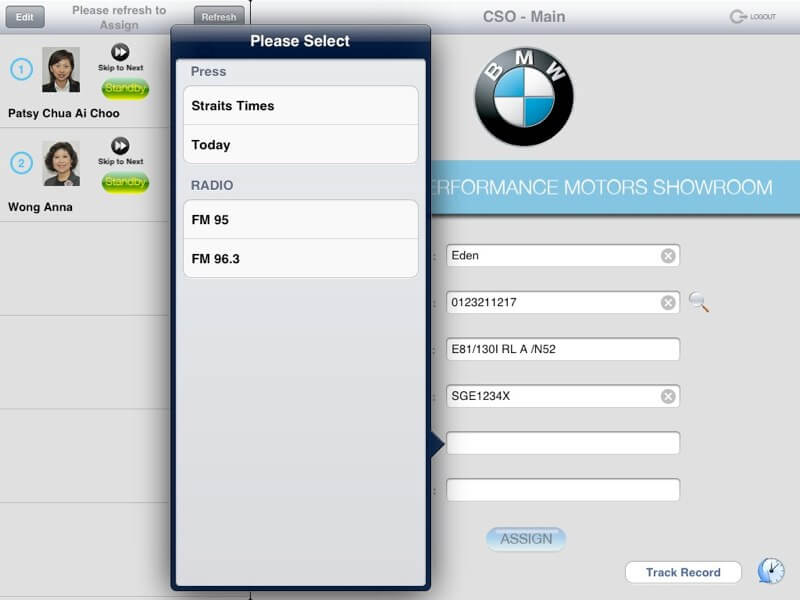 Edit
Please refresh to
Assign
Refresh
1
Skip to Next
Standby
Patsy Chua Ai Choo
2
Skip to Next
Standby
Wong Anna
Please Select
Press
Straits Times
Today
RADIO
FM 95
FM 96.3
CSO - Main
LOGOUT
BMW
ERFORMANCE MOTORS SHOWROOM
: Eden
: 0123211217
: E81/130I RL A /N52
: SGE1234X
:
ASSIGN
Track Record